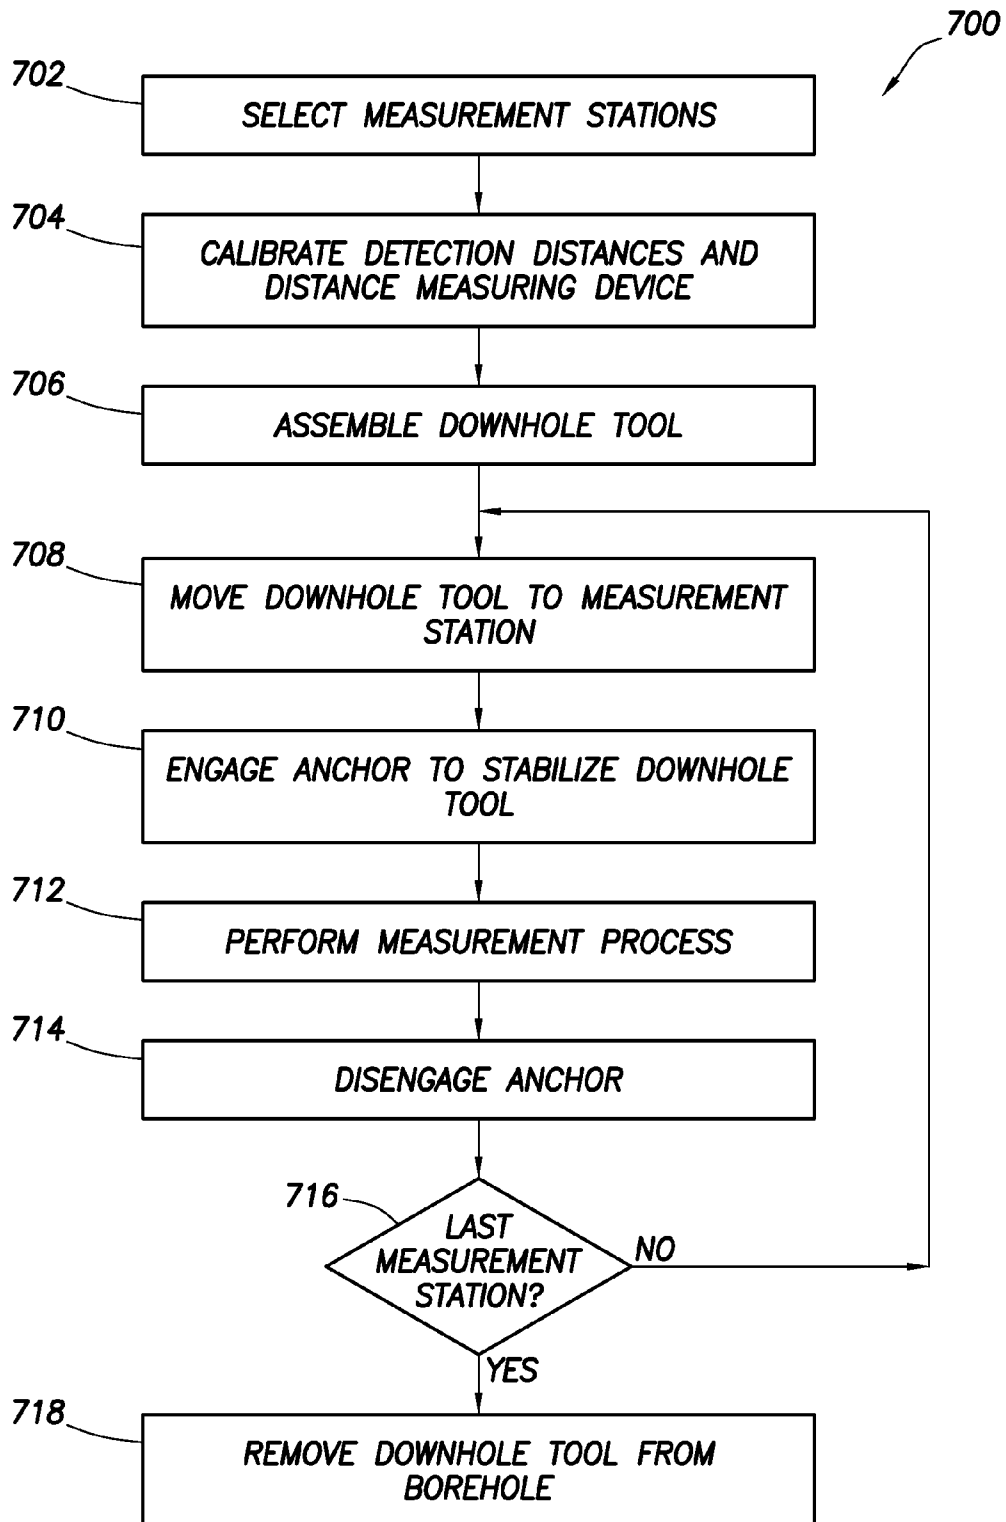 700
702
SELECT MEASUREMENT STATIONS
704
CALIBRATE DETECTION DISTANCES AND
DISTANCE MEASURING DEVICE
706
ASSEMBLE DOWNHOLE TOOL
708
MOVE DOWNHOLE TOOL TO MEASUREMENT
STATION
710
ENGAGE ANCHOR TO STABILIZE DOWNHOLE
TOOL
712
PERFORM MEASUREMENT PROCESS
714
DISENGAGE ANCHOR
716
LAST
MEASUREMENT
STATION?
NO
YES
718
REMOVE DOWNHOLE TOOL FROM
BOREHOLE